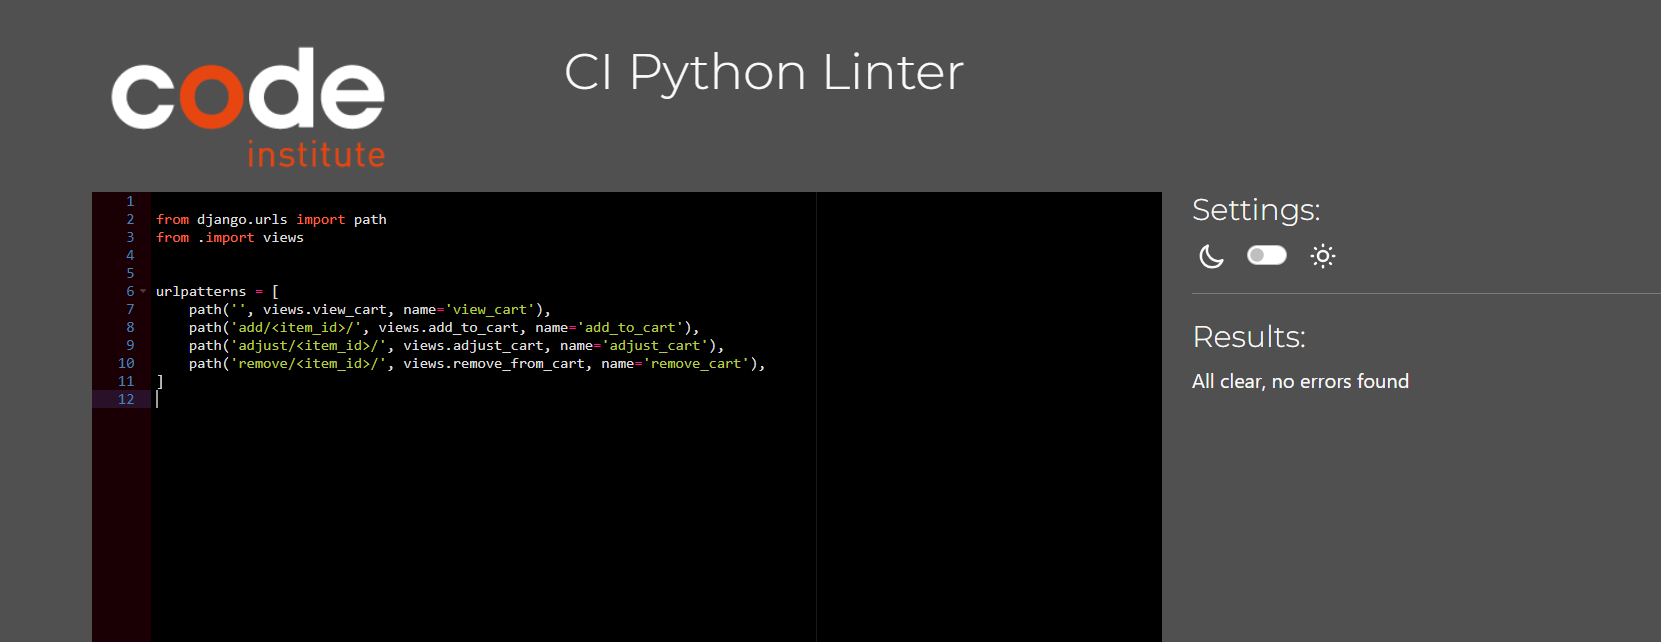 code
institute
CI Python Linter
1
2 from django.urls import path
3 from .import views
4
5
6 urlpatterns = [
7     path('', views.view_cart, name='view_cart'),
8     path('add/<item_id>/', views.add_to_cart, name='add_to_cart'),
9     path('adjust/<item_id>/', views.adjust_cart, name='adjust_cart'),
10     path('remove/<item_id>/', views.remove_from_cart, name='remove_cart'),
11 ]
12
Settings:
Results:
All clear, no errors found